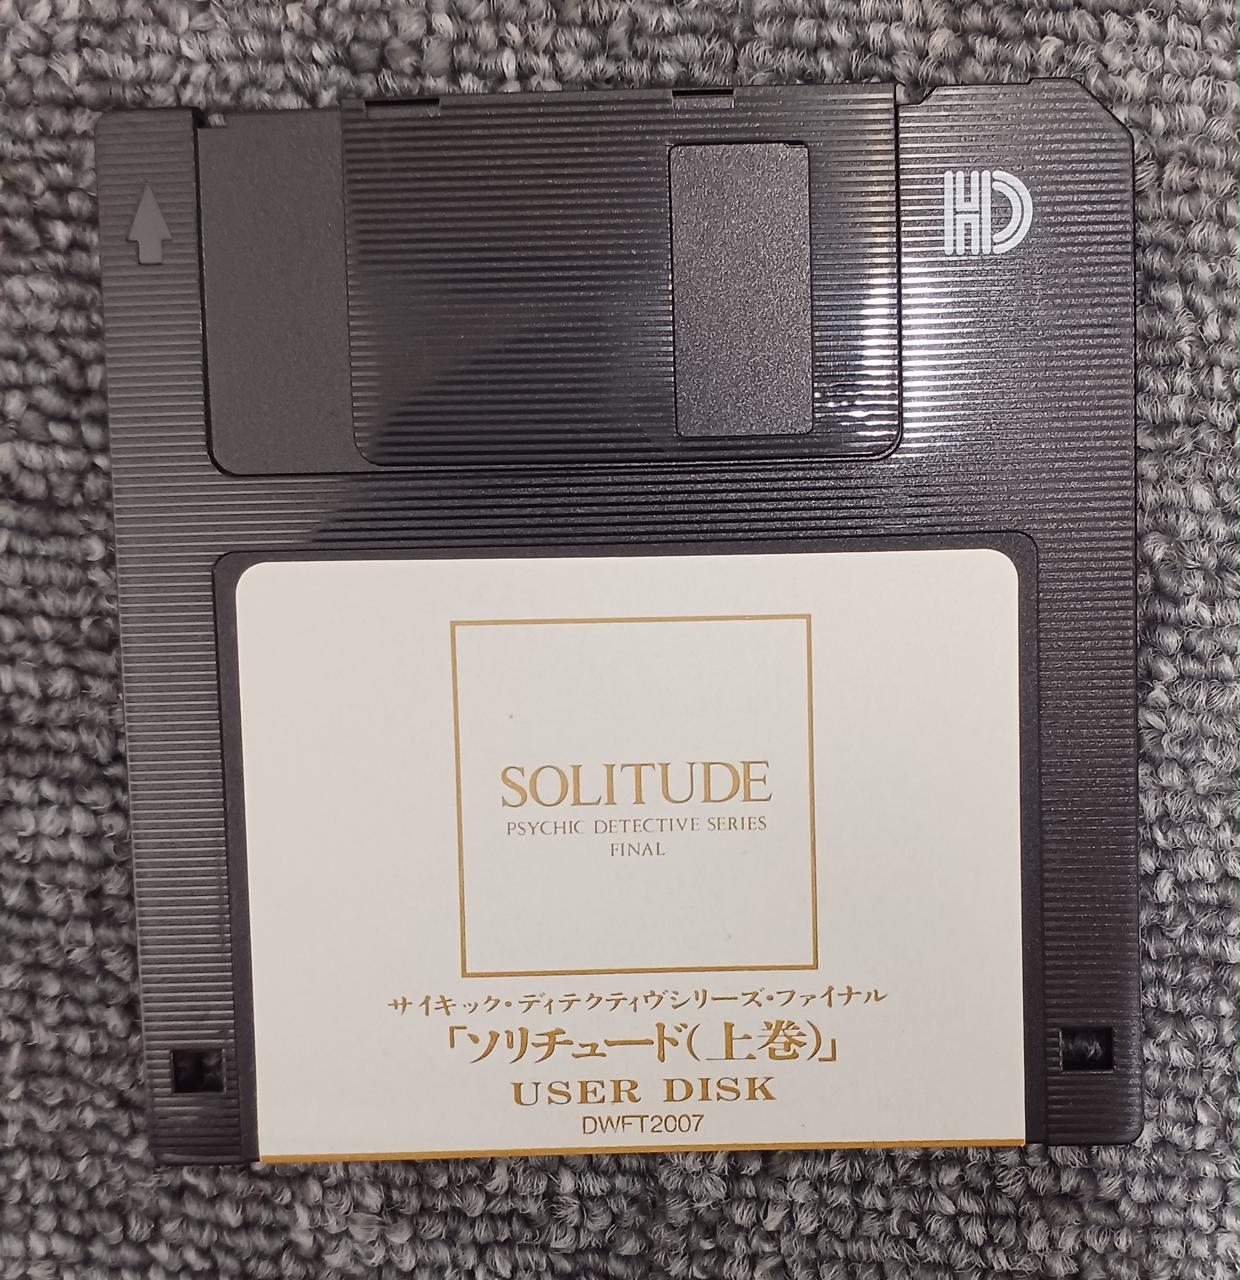 HD
SOLITUDE
PSYCHIC DETECTIVE SERIES
FINAL
サイキック・ディテクティヴシリーズ・ファイナル
「ソリチュード(上巻)」
USER DISK
DWFT2007